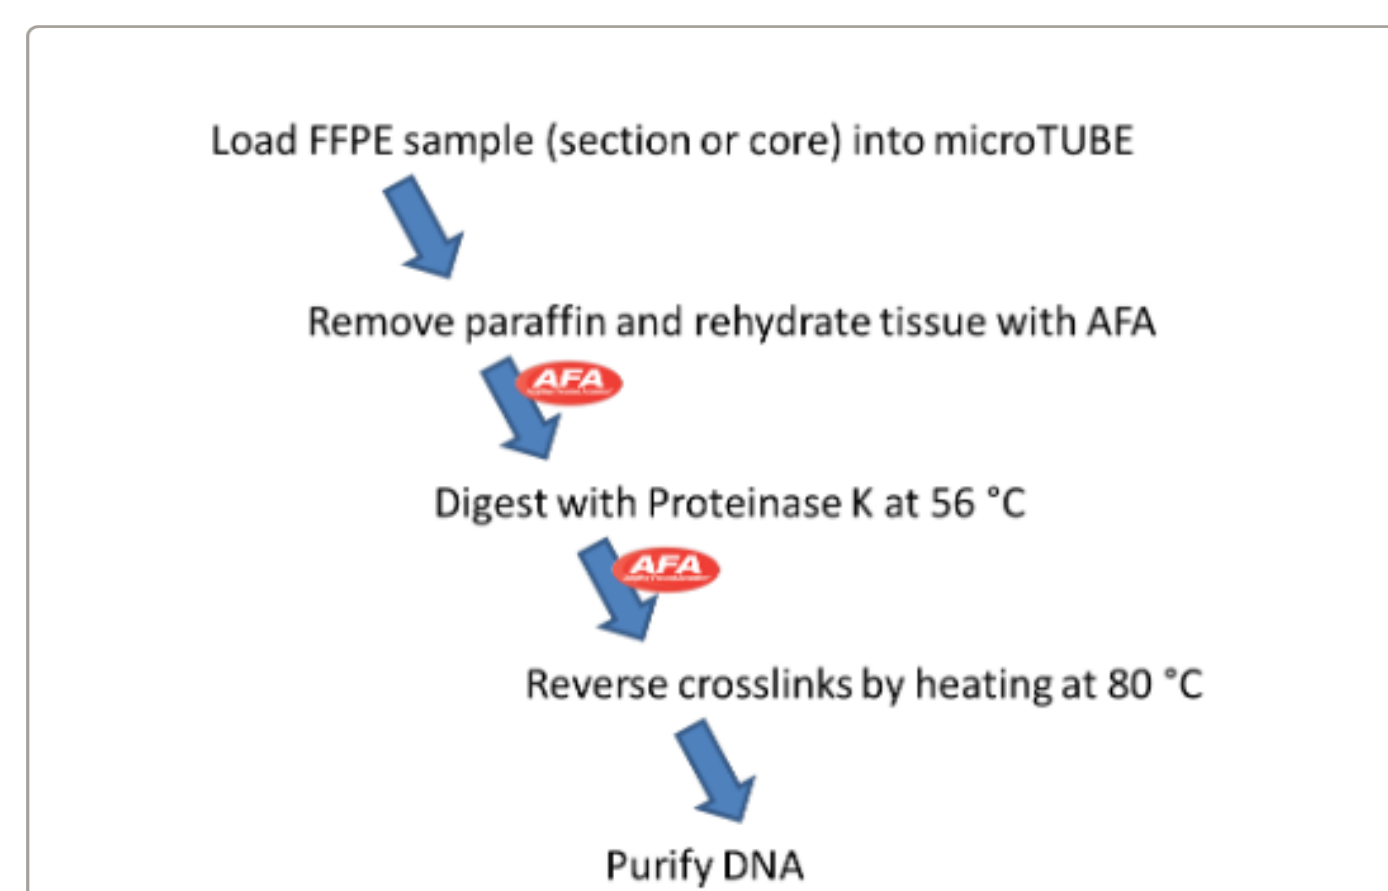 Load FFPE sample (section or core) into microTUBE
Remove paraffin and rehydrate tissue with AFA
AFA
Digest with Proteinase K at 56 °C
AFA
Reverse crosslinks by heating at 80 °C
Purify DNA